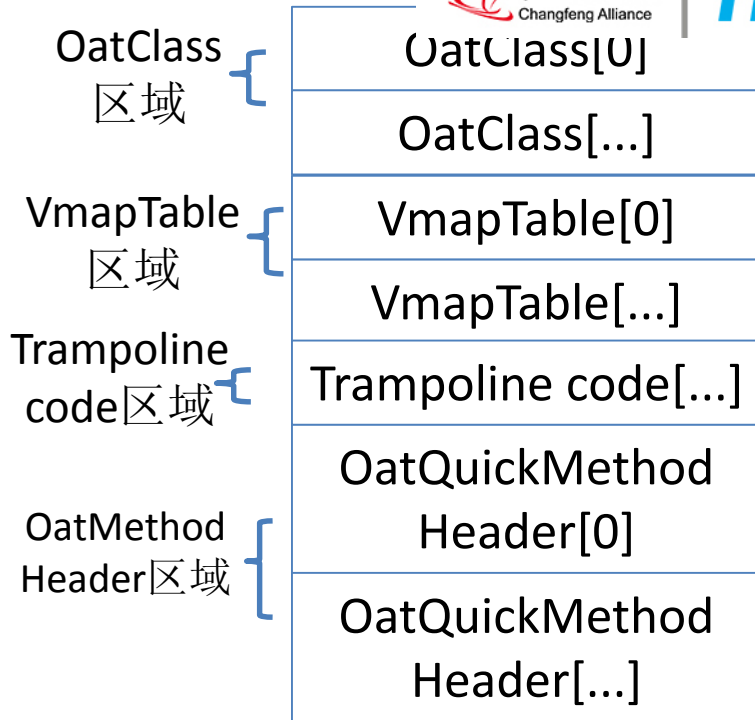 Changfeng Alliance
OatClass
区域
OatClass[0]
OatClass[...]
VmapTable
区域
VmapTable[0]
VmapTable[...]
Trampoline
code区域
Trampoline code[...]
OatMethod
Header区域
OatQuickMethod
Header[0]
OatQuickMethod
Header[...]